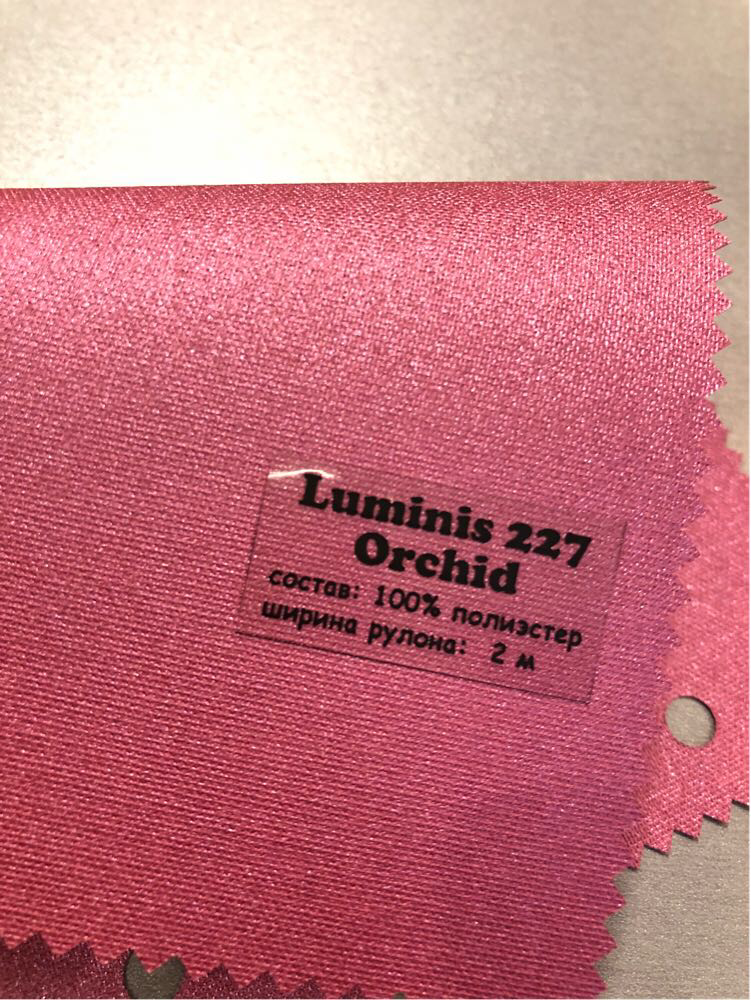 Luminis 227
Orchid
состав: 100% полиэстер
ширина рулона: 2 м